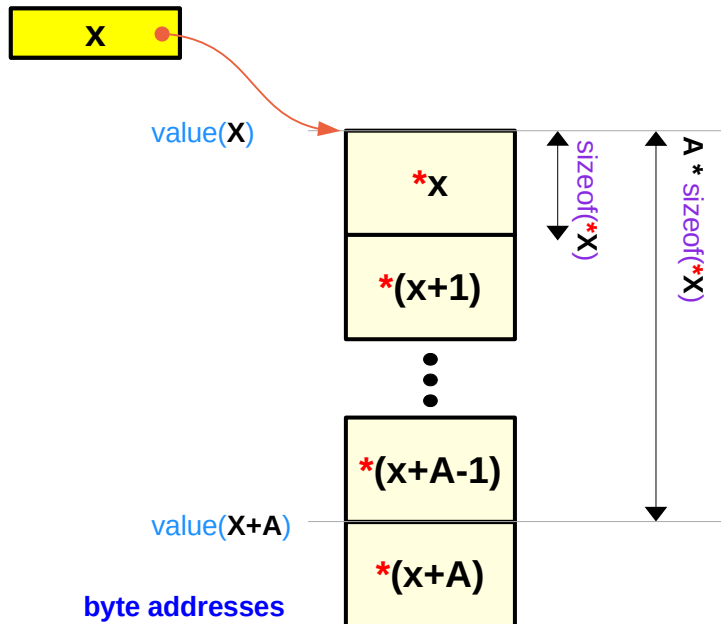 x
value(X)
*x
sizeof(*X)
A * sizeof(*X)
*(x+1)
*(x+A-1)
value(X+A)
*(x+A)
byte addresses